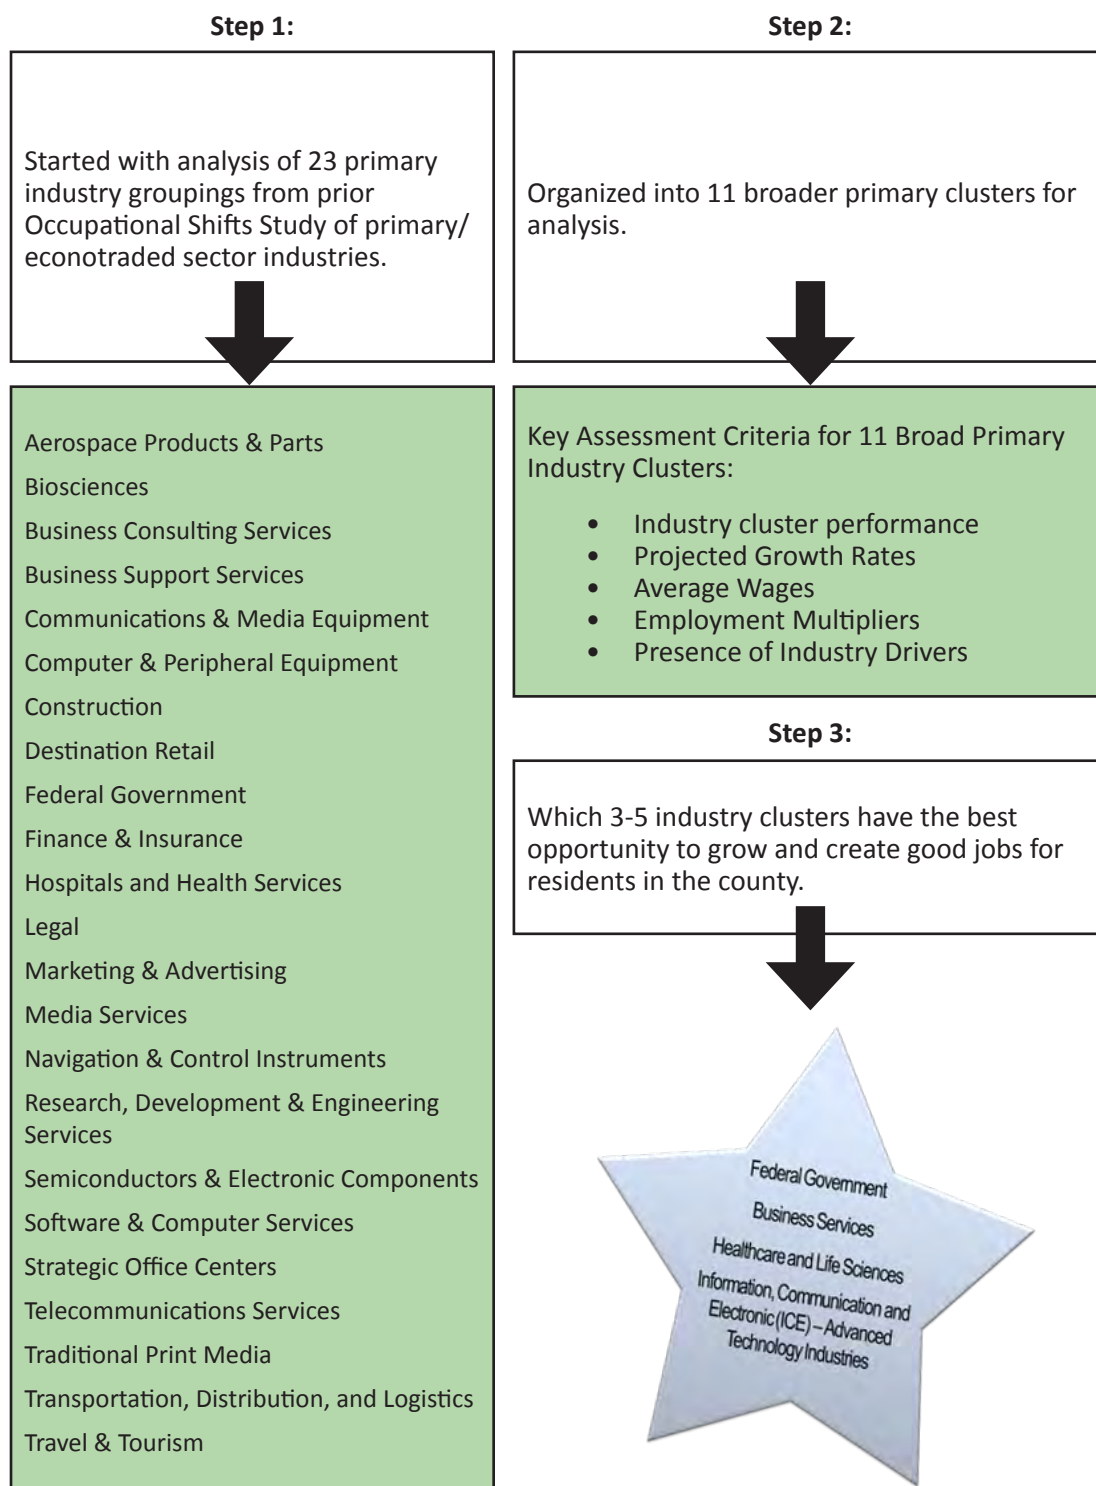 Step 1:
Started with analysis of 23 primary
industry groupings from prior
Occupational Shifts Study of primary/
econotraded sector industries.
Aerospace Products & Parts
Biosciences
Business Consulting Services
Business Support Services
Communications & Media Equipment
Computer & Peripheral Equipment
Construction
Destination Retail
Federal Government
Finance & Insurance
Hospitals and Health Services
Legal
Marketing & Advertising
Media Services
Navigation & Control Instruments
Research, Development & Engineering
Services
Semiconductors & Electronic Components
Software & Computer Services
Strategic Office Centers
Telecommunications Services
Traditional Print Media
Transportation, Distribution, and Logistics
Travel & Tourism
Step 2:
Organized into 11 broader primary clusters for
analysis.
Key Assessment Criteria for 11 Broad Primary
Industry Clusters:
• Industry cluster performance
• Projected Growth Rates
• Average Wages
• Employment Multipliers
• Presence of Industry Drivers
Step 3:
Which 3-5 industry clusters have the best
opportunity to grow and create good jobs for
residents in the county.
Federal Government
Business Services
Healthcare and Life Sciences
Information, Communication and
Electronic (ICE) – Advanced
Technology Industries